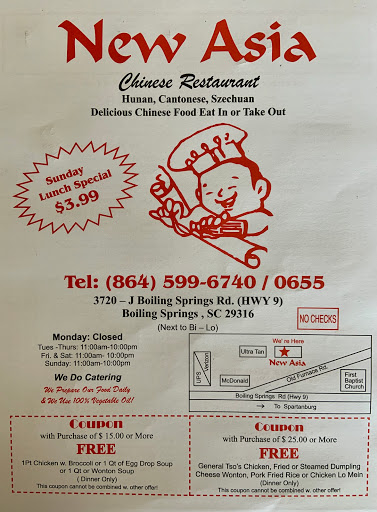 New Asia
Chinese Restaurant
Hunan, Cantonese, Szechuan
Delicious Chinese Food Eat In or Take Out
Sunday
Lunch Special
$3.99
Tel: (864) 599-6740 / 0655
3720 – J Boiling Springs Rd. (HWY 9)
Boiling Springs , SC 29316
(Next to Bi – Lo)
NO CHECKS
Monday: Closed
Tues -Thurs: 11:00am-10:00pm
Fri. & Sat: 11:00am- 10:00pm
Sunday: 11:00am-10:00pm
We Do Catering
We Prepare Our Food Daily
& We Use 100% Vegetable Oil!
We're Here
UPS
Verizon
Ultra Tan
New Asia
McDonald
Old Furnace Rd.
First
Baptist
Church
Boiling Springs Rd (Hwy 9)
→ To Spartanburg
Coupon
with Purchase of $ 15.00 or More
FREE
1Pt Chicken w. Broccoli or 1 Qt of Egg Drop Soup
or 1 Qt or Wonton Soup
( Dinner Only)
This coupon cannot be combined w. other offer!
Coupon
with Purchase of $ 25.00 or More
FREE
General Tso's Chicken, Fried or Steamed Dumpling
Cheese Wonton, Pork Fried Rice or Chicken Lo Mein
(Dinner Only)
This coupon cannot be combined w. other offer!